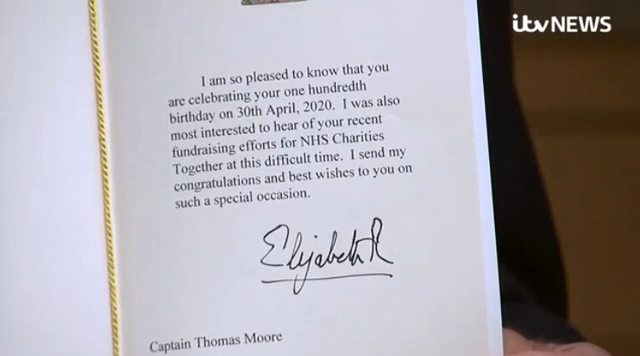 itv NEWS
I am so pleased to know that you
are celebrating your one hundredth
birthday on 30th April, 2020. I was also
most interested to hear of your recent
fundraising efforts for NHS Charities
Together at this difficult time. I send my
congratulations and best wishes to you on
such a special occasion.
Elizabeth R
Captain Thomas Moore